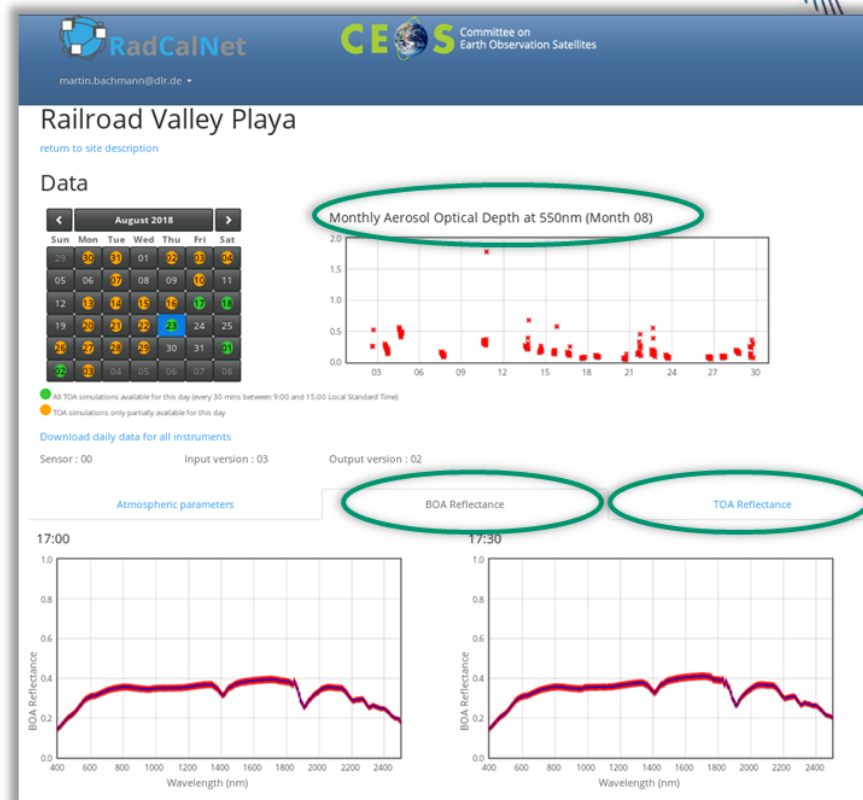 RadCalNet
CEOS Committee on
Earth Observation Satellites
martin.bachmann@dlr.de
Railroad Valley Playa
return to site description
Data
August 2018
Sun Mon Tue Wed Thu Fri Sat
29 30 31 01 02 03 04
05 06 07 08 09 10 11
12 13 14 15 16 17 18
19 20 21 22 23 24 25
26 27 28 29 30 31 01
02 03 04 05 06 07 08
Monthly Aerosol Optical Depth at 550nm (Month 08)
2.0
1.5
1.0
0.5
0.0
03 06 09 12 15 18 21 24 27 30
All TOA simulations available for this day (every 30 mins between 9:00 and 15:00 Local Standard Time)
TOA simulations only partially available for this day
Download daily data for all instruments
Sensor : 00 Input version : 03 Output version : 02
Atmospheric parameters BOA Reflectance TOA Reflectance
17:00
1.0
0.8
0.6
0.4
0.2
0.0
BOA Reflectance
400 600 800 1000 1200 1400 1600 1800 2000 2200 2400
Wavelength (nm)
17:30
1.0
0.8
0.6
0.4
0.2
0.0
BOA Reflectance
400 600 800 1000 1200 1400 1600 1800 2000 2200 2400
Wavelength (nm)